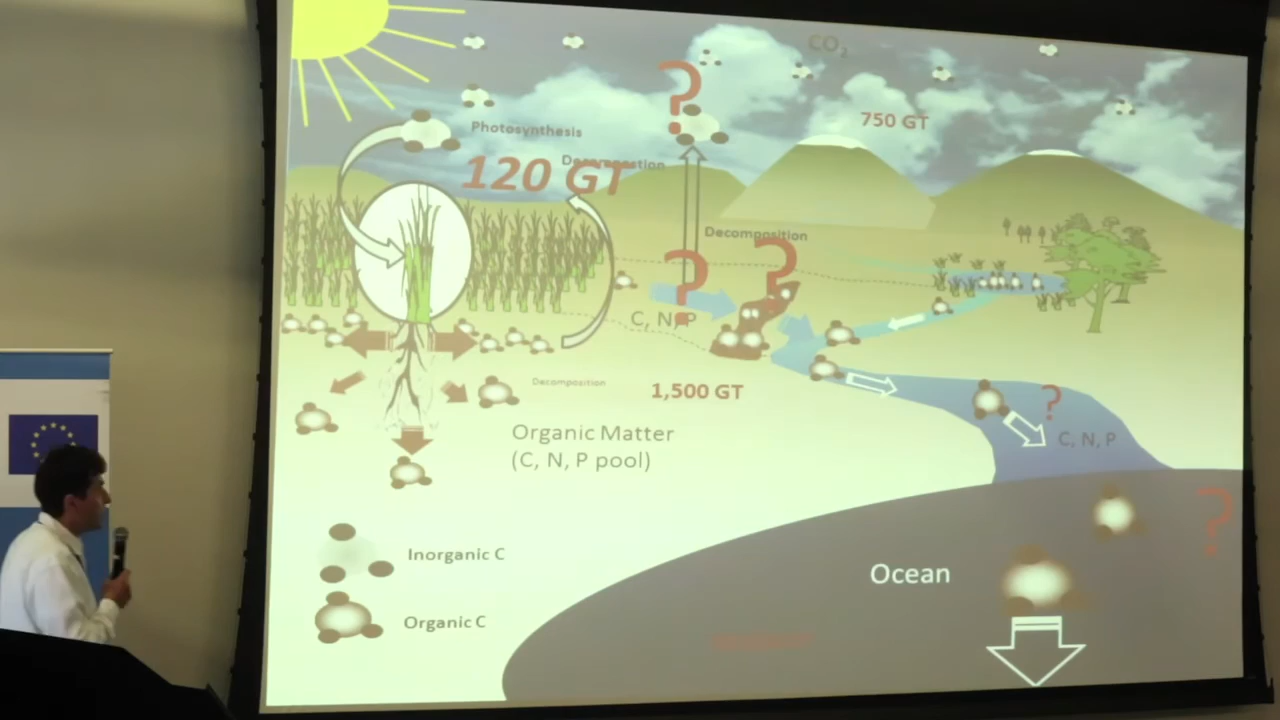 CO₂
750 GT
?
Photosynthesis
Decomposition
120 GT
Decomposition
?
?
C, N, P
Decomposition
1,500 GT
?
C, N, P
Organic Matter
(C, N, P pool)
?
Inorganic C
Ocean
Organic C